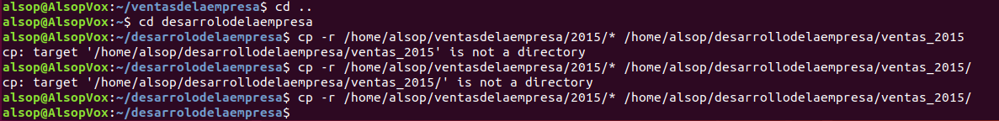 alsop@AlsopVox:~/ventasdelaempresa$ cd ..
alsop@AlsopVox:~$ cd desarrolodelaempresa
alsop@AlsopVox:~/desarrolodelaempresa$ cp -r /home/alsop/ventasdelaempresa/2015/* /home/alsop/desarrollodelaempresa/ventas_2015
cp: target '/home/alsop/desarrollodelaempresa/ventas_2015' is not a directory
alsop@AlsopVox:~/desarrolodelaempresa$ cp -r /home/alsop/ventasdelaempresa/2015/* /home/alsop/desarrollodelaempresa/ventas_2015/
cp: target '/home/alsop/desarrollodelaempresa/ventas_2015/' is not a directory
alsop@AlsopVox:~/desarrolodelaempresa$ cp -r /home/alsop/ventasdelaempresa/2015/* /home/alsop/desarrolodelaempresa/ventas_2015/
alsop@AlsopVox:~/desarrolodelaempresa$